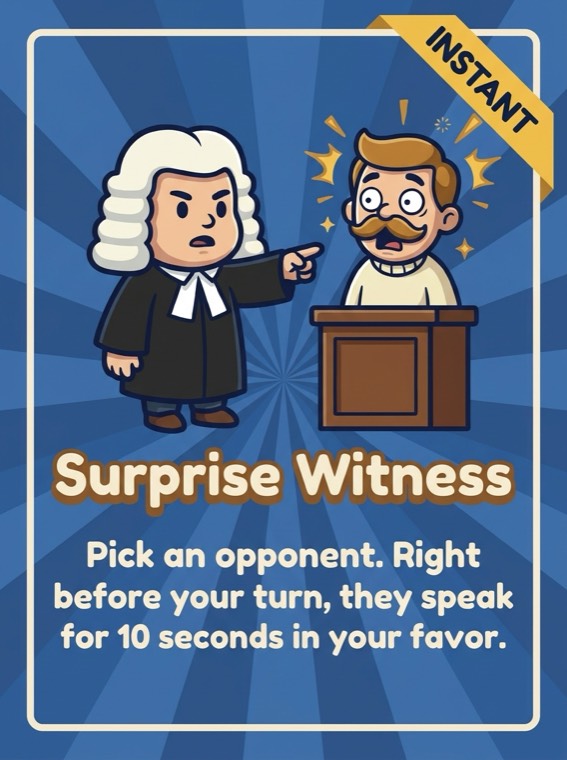 INSTANT
Surprise Witness
Pick an opponent. Right
before your turn, they speak
for 10 seconds in your favor.